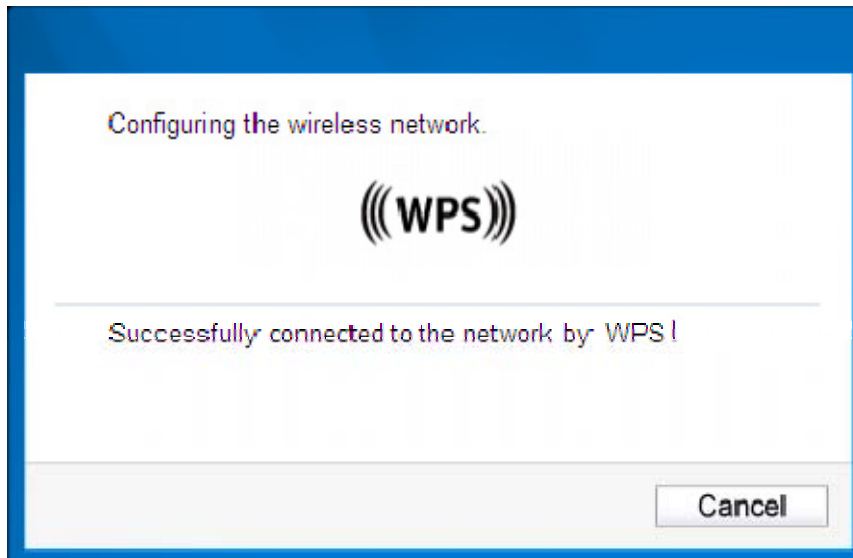 Configuring the wireless network.
(((WPS)))
Successfully connected to the network by WPS!
Cancel